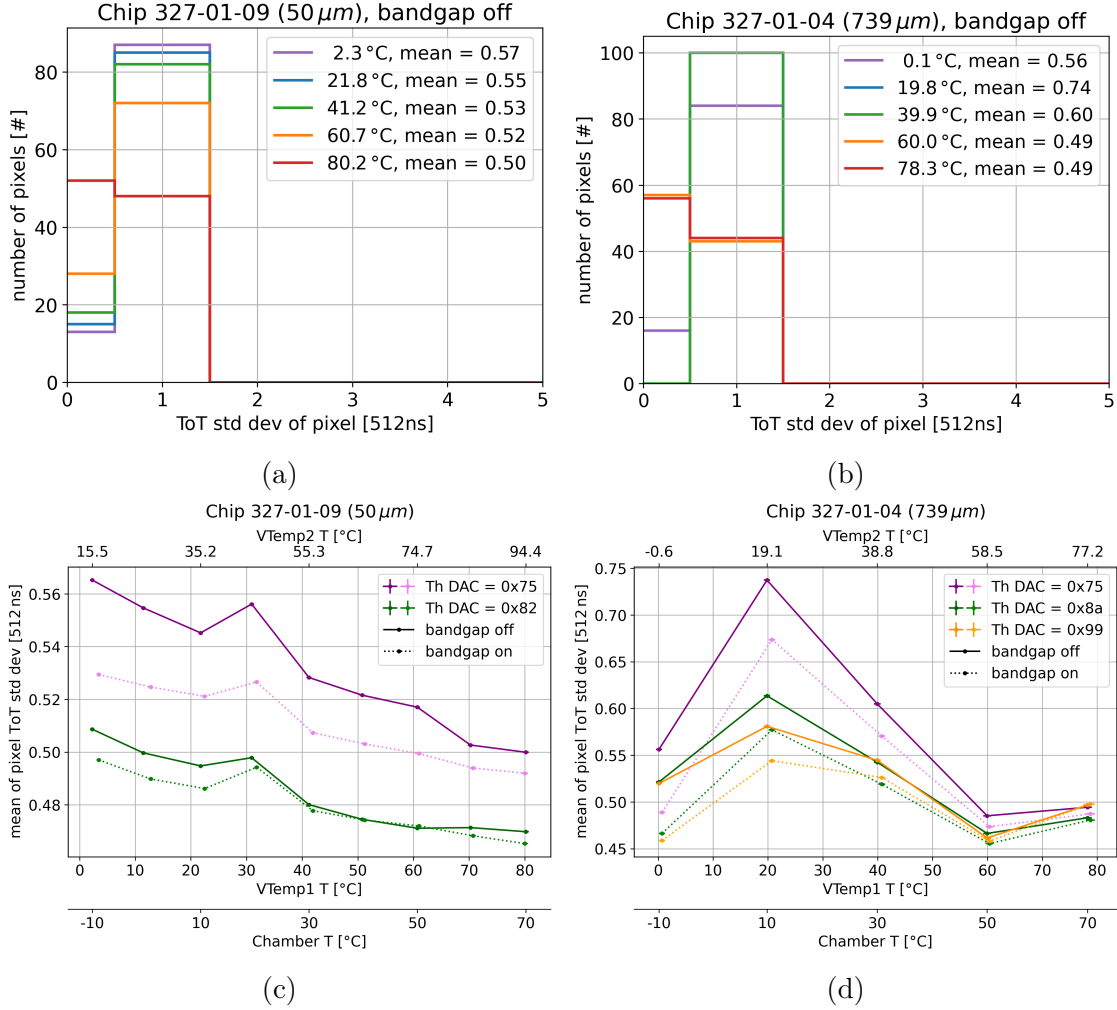 Chip 327-01-09 (50 μm), bandgap off
2.3 °C, mean = 0.57
21.8 °C, mean = 0.55
41.2 °C, mean = 0.53
60.7 °C, mean = 0.52
80.2 °C, mean = 0.50
number of pixels [#]
80
60
40
20
0
0 1 2 3 4 5
ToT std dev of pixel [512ns]
(a)
Chip 327-01-04 (739 μm), bandgap off
0.1 °C, mean = 0.56
19.8 °C, mean = 0.74
39.9 °C, mean = 0.60
60.0 °C, mean = 0.49
78.3 °C, mean = 0.49
number of pixels [#]
100
80
60
40
20
0
0 1 2 3 4 5
ToT std dev of pixel [512ns]
(b)
Chip 327-01-09 (50 μm)
VTemp2 T [°C]
15.5 35.2 55.3 74.7 94.4
Th DAC = 0x75
Th DAC = 0x82
bandgap off
bandgap on
mean of pixel ToT std dev [512 ns]
0.56
0.54
0.52
0.50
0.48
0 10 20 30 40 50 60 70 80
VTemp1 T [°C]
-10 10 30 50 70
Chamber T [°C]
(c)
Chip 327-01-04 (739 μm)
VTemp2 T [°C]
-0.6 19.1 38.8 58.5 77.2
Th DAC = 0x75
Th DAC = 0x8a
Th DAC = 0x99
bandgap off
bandgap on
mean of pixel ToT std dev [512 ns]
0.75
0.70
0.65
0.60
0.55
0.50
0.45
0 10 20 30 40 50 60 70 80
VTemp1 T [°C]
-10 10 30 50 70
Chamber T [°C]
(d)